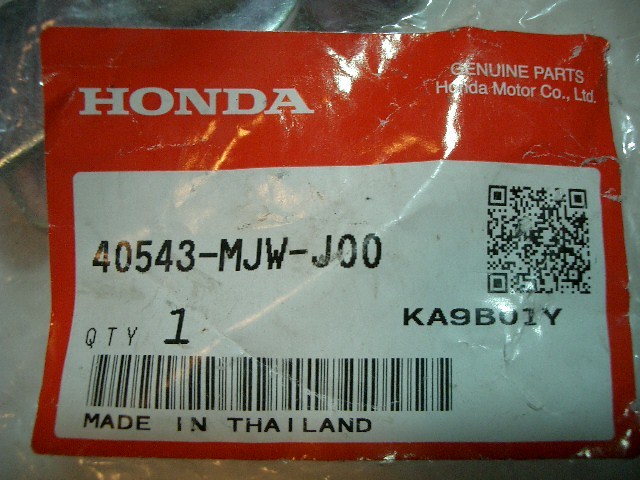 HONDA
GENUINE PARTS
Honda Motor Co., Ltd.
40543-MJW-J00
KA9B01Y
QTY 1
MADE IN THAILAND